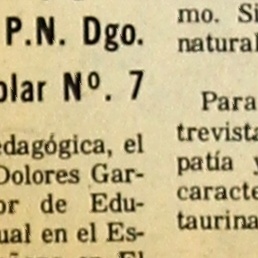 P.N. Dgo.
olar Nº. 7
edagógica, el
Dolores Gar-
or de Edu-
ual en el Es-
mo. Si
natural
Para
trevista
patía y
caracte
taurina